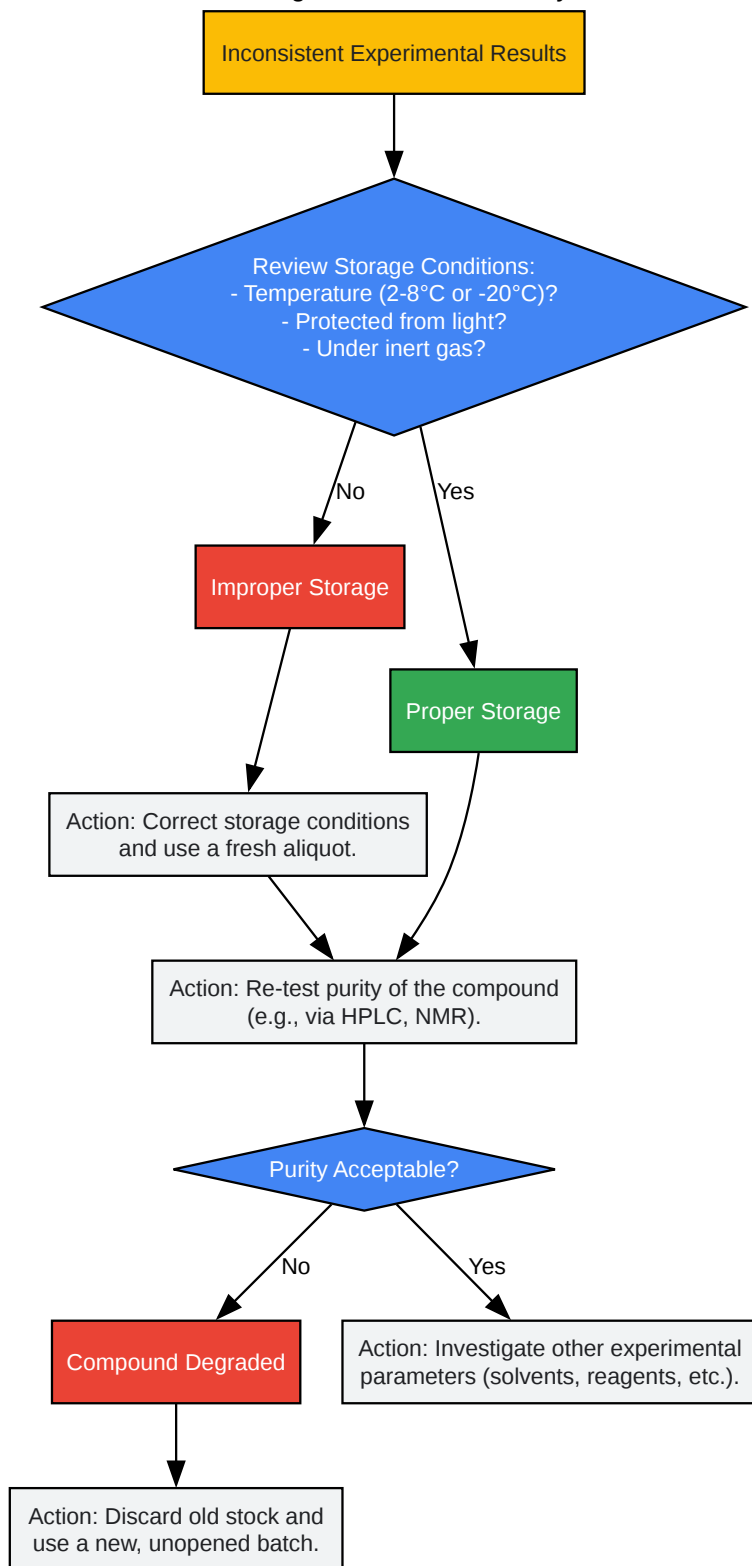 Inconsistent Experimental Results
Review Storage Conditions:
- Temperature (2-8°C or -20°C)?
- Protected from light?
- Under inert gas?
No
Yes
Improper Storage
Proper Storage
Action: Correct storage conditions
and use a fresh aliquot.
Action: Re-test purity of the compound
(e.g., via HPLC, NMR).
Purity Acceptable?
No
Yes
Compound Degraded
Action: Investigate other experimental
parameters (solvents, reagents, etc.).
Action: Discard old stock and
use a new, unopened batch.